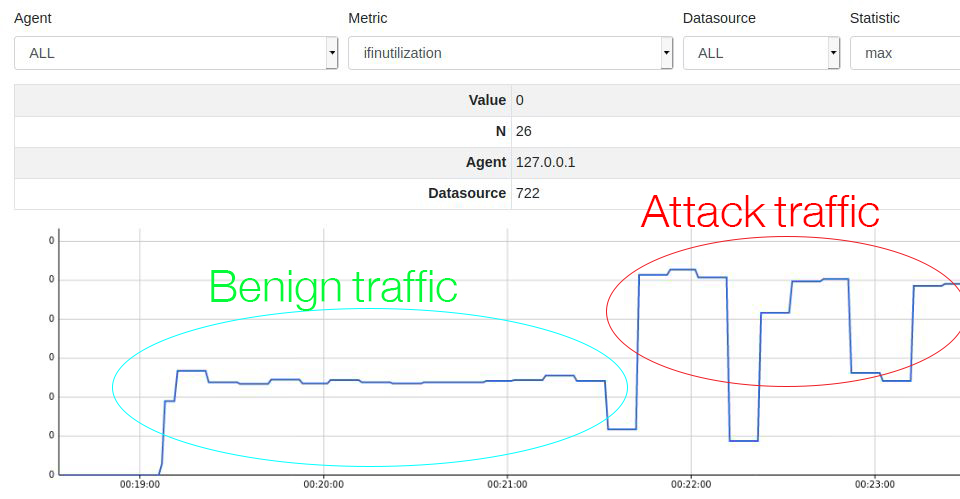 Agent Metric Datasource Statistic
ALL ifinutilization ALL max
Value 0
N 26
Agent 127.0.0.1
Datasource 722
Attack traffic
Benign traffic
0
0
0
0
0
0
0
00:19:00 00:20:00 00:21:00 00:22:00 00:23:00